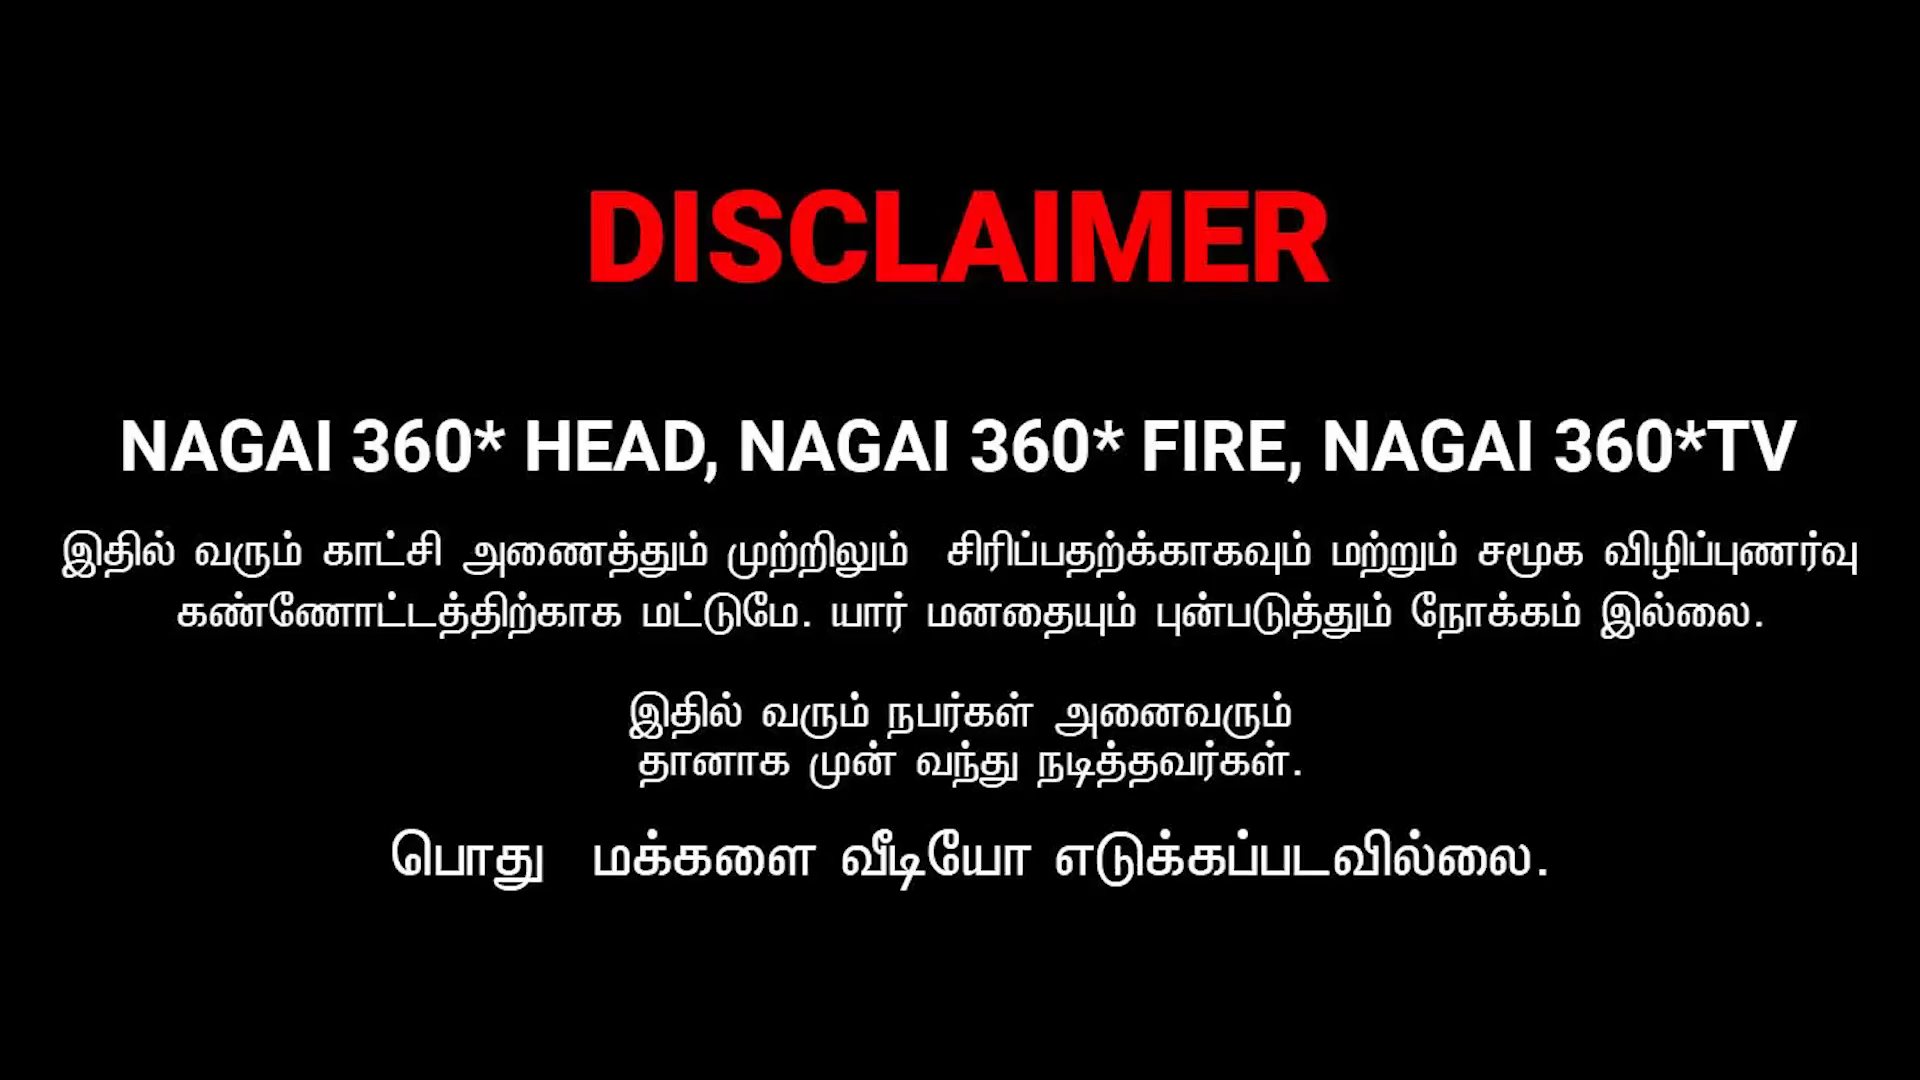 DISCLAIMER
NAGAI 360* HEAD, NAGAI 360* FIRE, NAGAI 360*TV
இதில் வரும் காட்சி அணைத்தும் முற்றிலும் சிரிப்பதற்க்காகவும் மற்றும் சமூக விழிப்புணர்வு
கண்ணோட்டத்திற்காக மட்டுமே. யார் மனதையும் புன்படுத்தும் நோக்கம் இல்லை.
இதில் வரும் நபர்கள் அனைவரும்
தானாக முன் வந்து நடித்தவர்கள்.
பொது மக்களை வீடியோ எடுக்கப்படவில்லை.